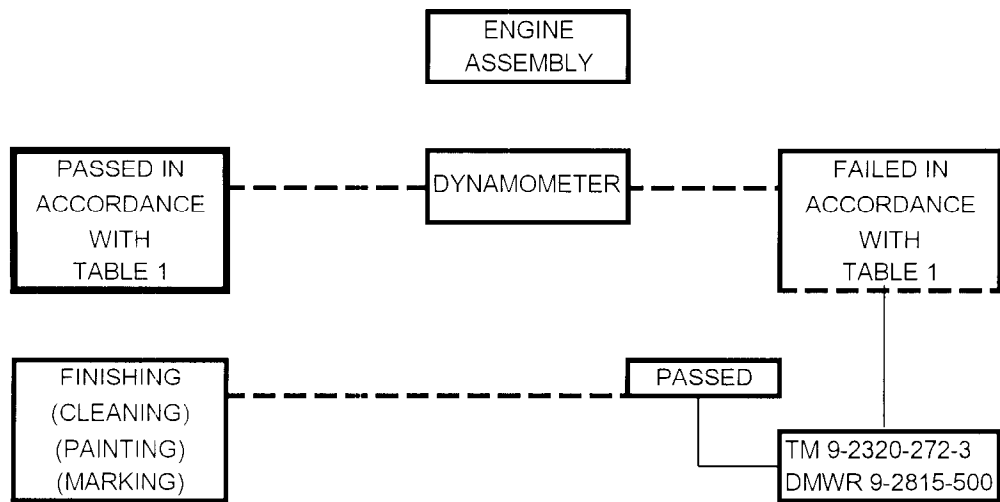 ENGINE
ASSEMBLY
PASSED IN
ACCORDANCE
WITH
TABLE 1
DYNAMOMETER
FAILED IN
ACCORDANCE
WITH
TABLE 1
FINISHING
(CLEANING)
(PAINTING)
(MARKING)
PASSED
TM 9-2320-272-3
DMWR 9-2815-500